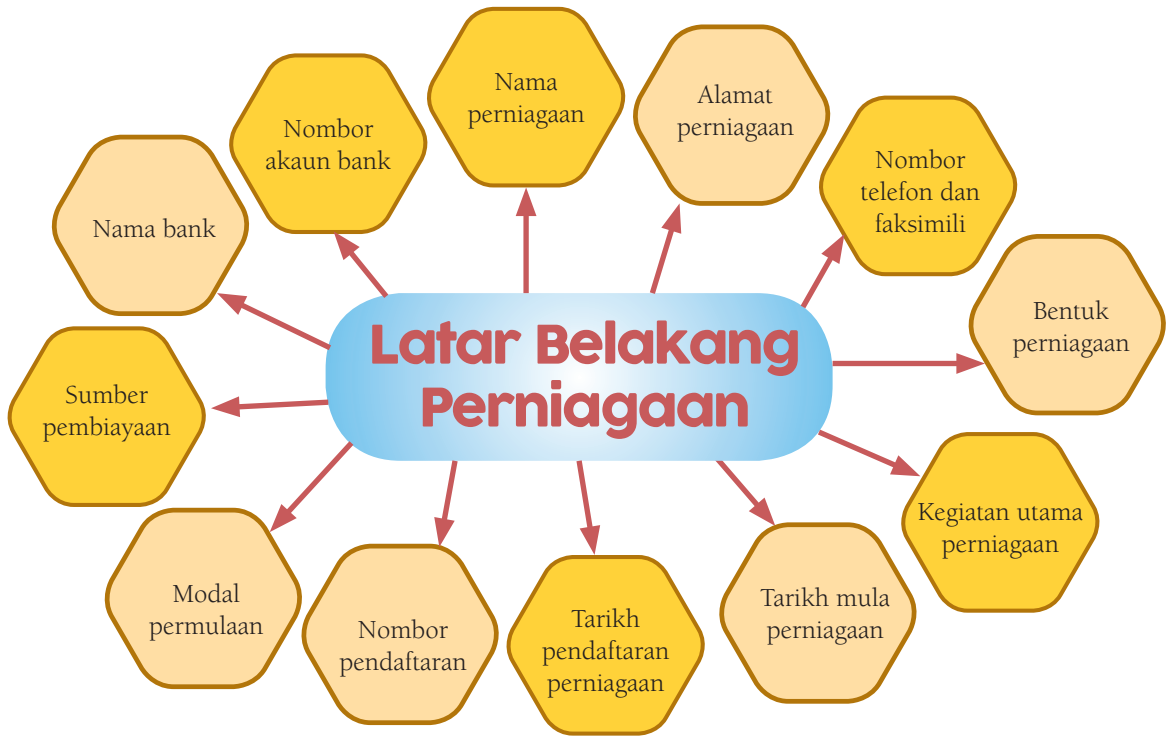 Nama
perniagaan
Alamat
perniagaan
Nombor
telefon dan
faksimili
Bentuk
perniagaan
Kegiatan utama
perniagaan
Tarikh mula
perniagaan
Tarikh
pendaftaran
perniagaan
Nombor
pendaftaran
Modal
permulaan
Sumber
pembiayaan
Nama bank
Nombor
akaun bank
Latar Belakang
Perniagaan